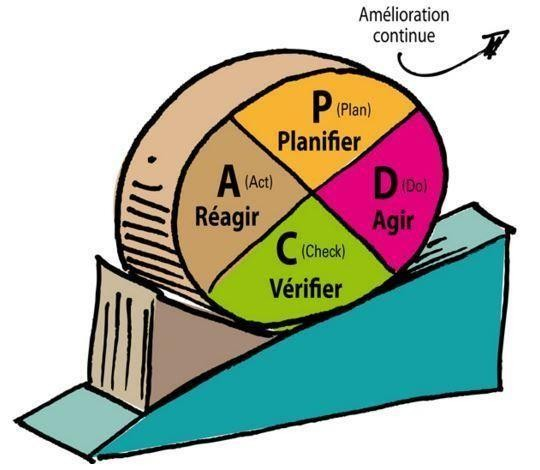 Amélioration
continue
P (Plan)
Planifier
A (Act)
Réagir
D (Do)
Agir
C (Check)
Vérifier